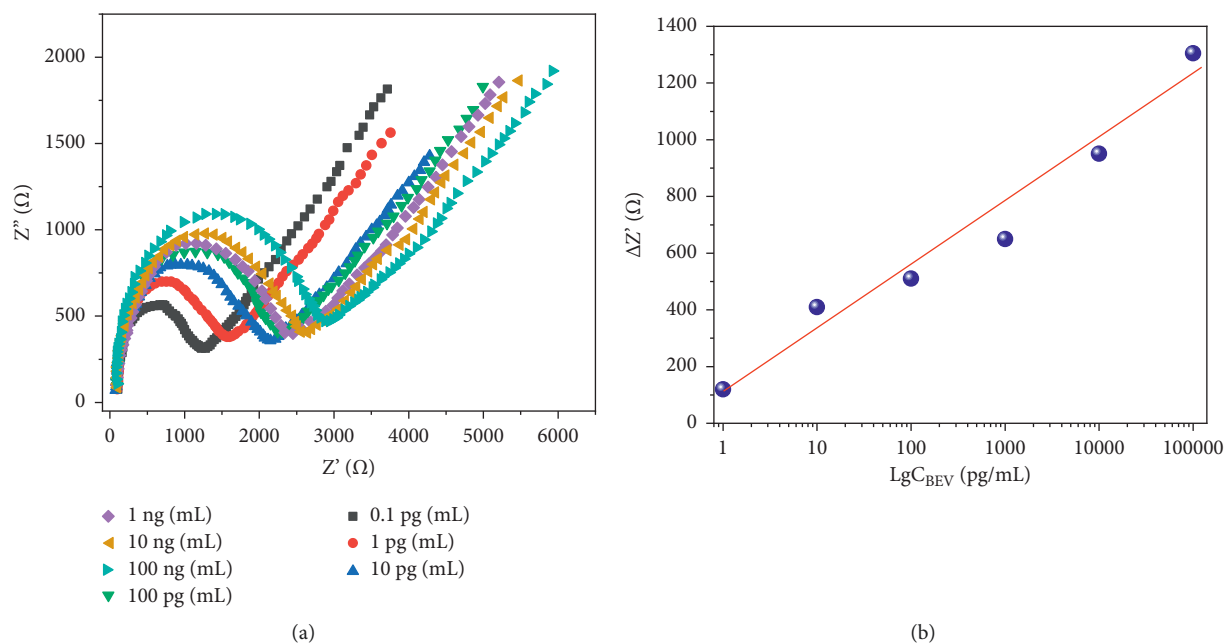 2000
1500
1000
500
0
Z'' (Ω)
0 1000 2000 3000 4000 5000 6000
Z' (Ω)
1 ng (mL)
10 ng (mL)
100 ng (mL)
100 pg (mL)
0.1 pg (mL)
1 pg (mL)
10 pg (mL)
(a)
1400
1200
1000
800
600
400
200
0
ΔZ' (Ω)
1 10 100 1000 10000 100000
LgC_BEV (pg/mL)
(b)